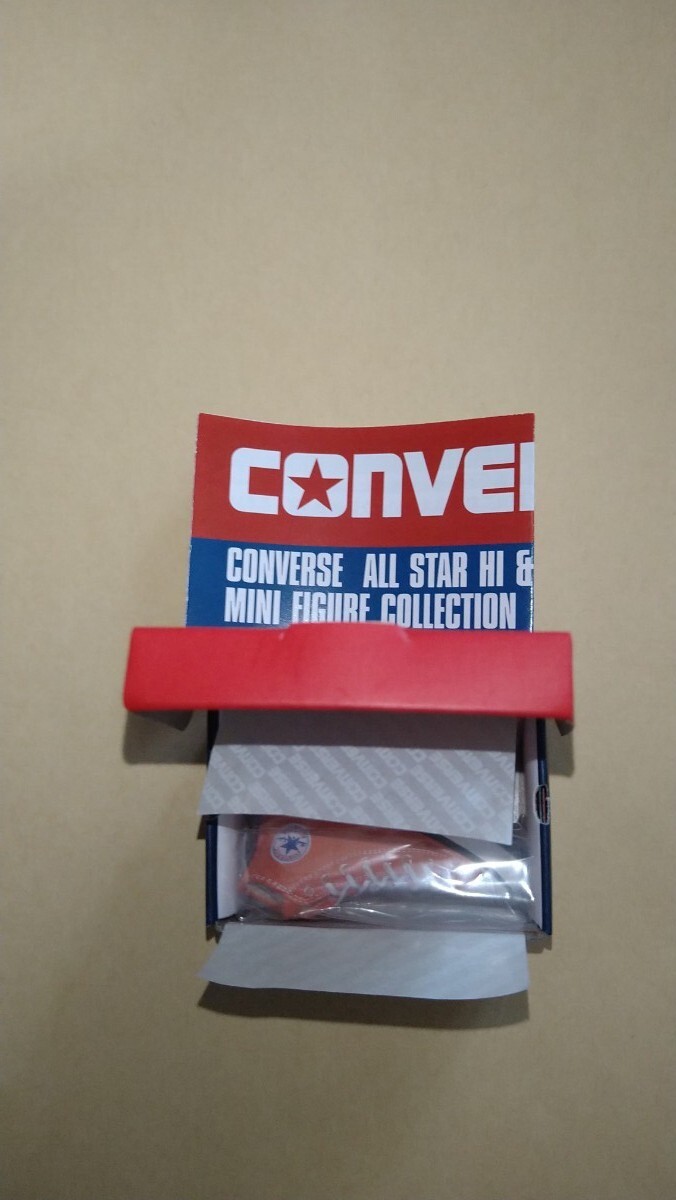 CONVE
CONVERSE ALL STAR HI &
MINI FIGURE COLLECTION